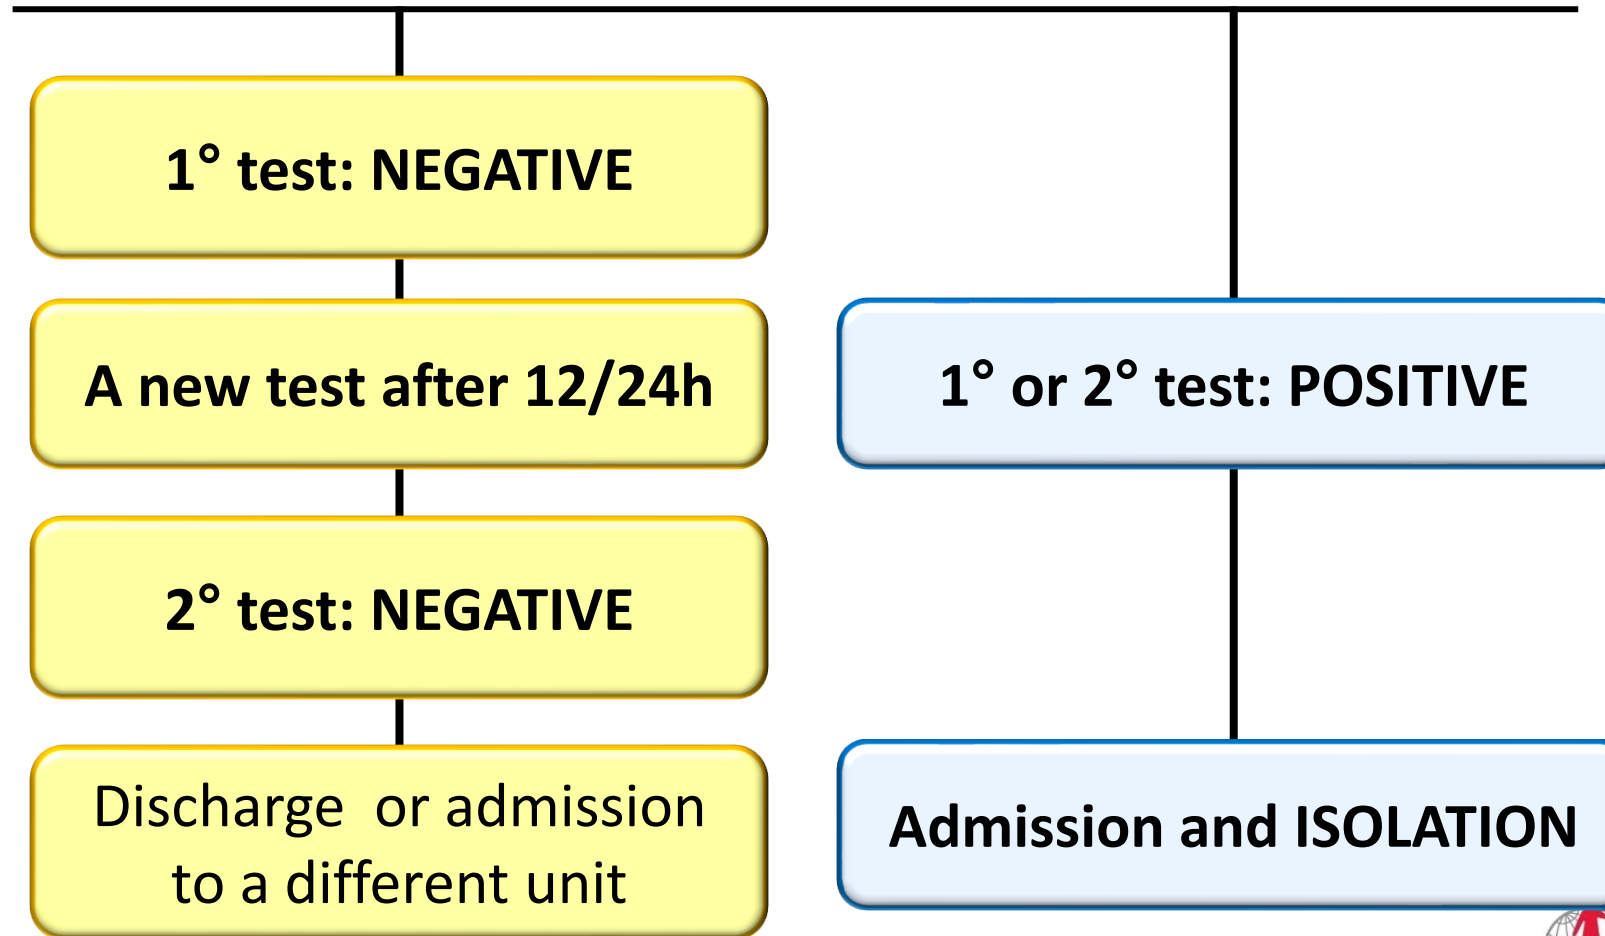 1° test: NEGATIVE
A new test after 12/24h
2° test: NEGATIVE
Discharge or admission
to a different unit
1° or 2° test: POSITIVE
Admission and ISOLATION